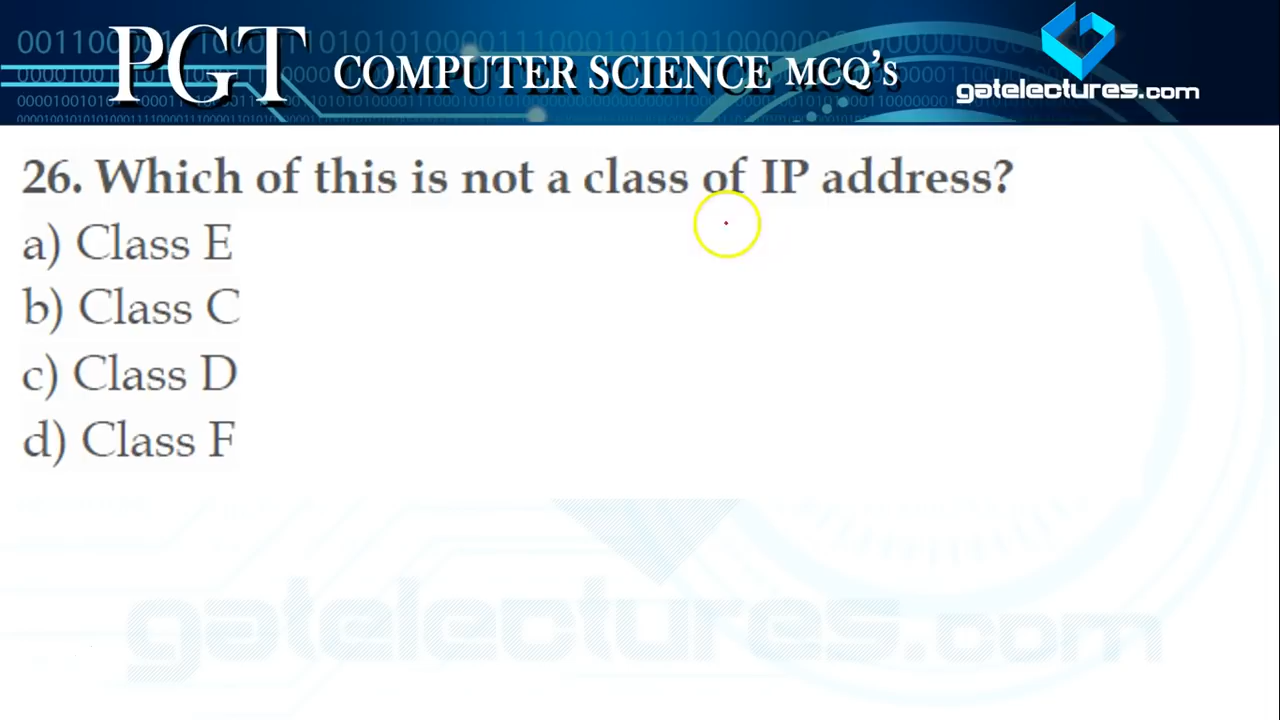 PGT COMPUTER SCIENCE MCQ's
gatelectures.com
26. Which of this is not a class of IP address?
a) Class E
b) Class C
c) Class D
d) Class F
gatelectures.com